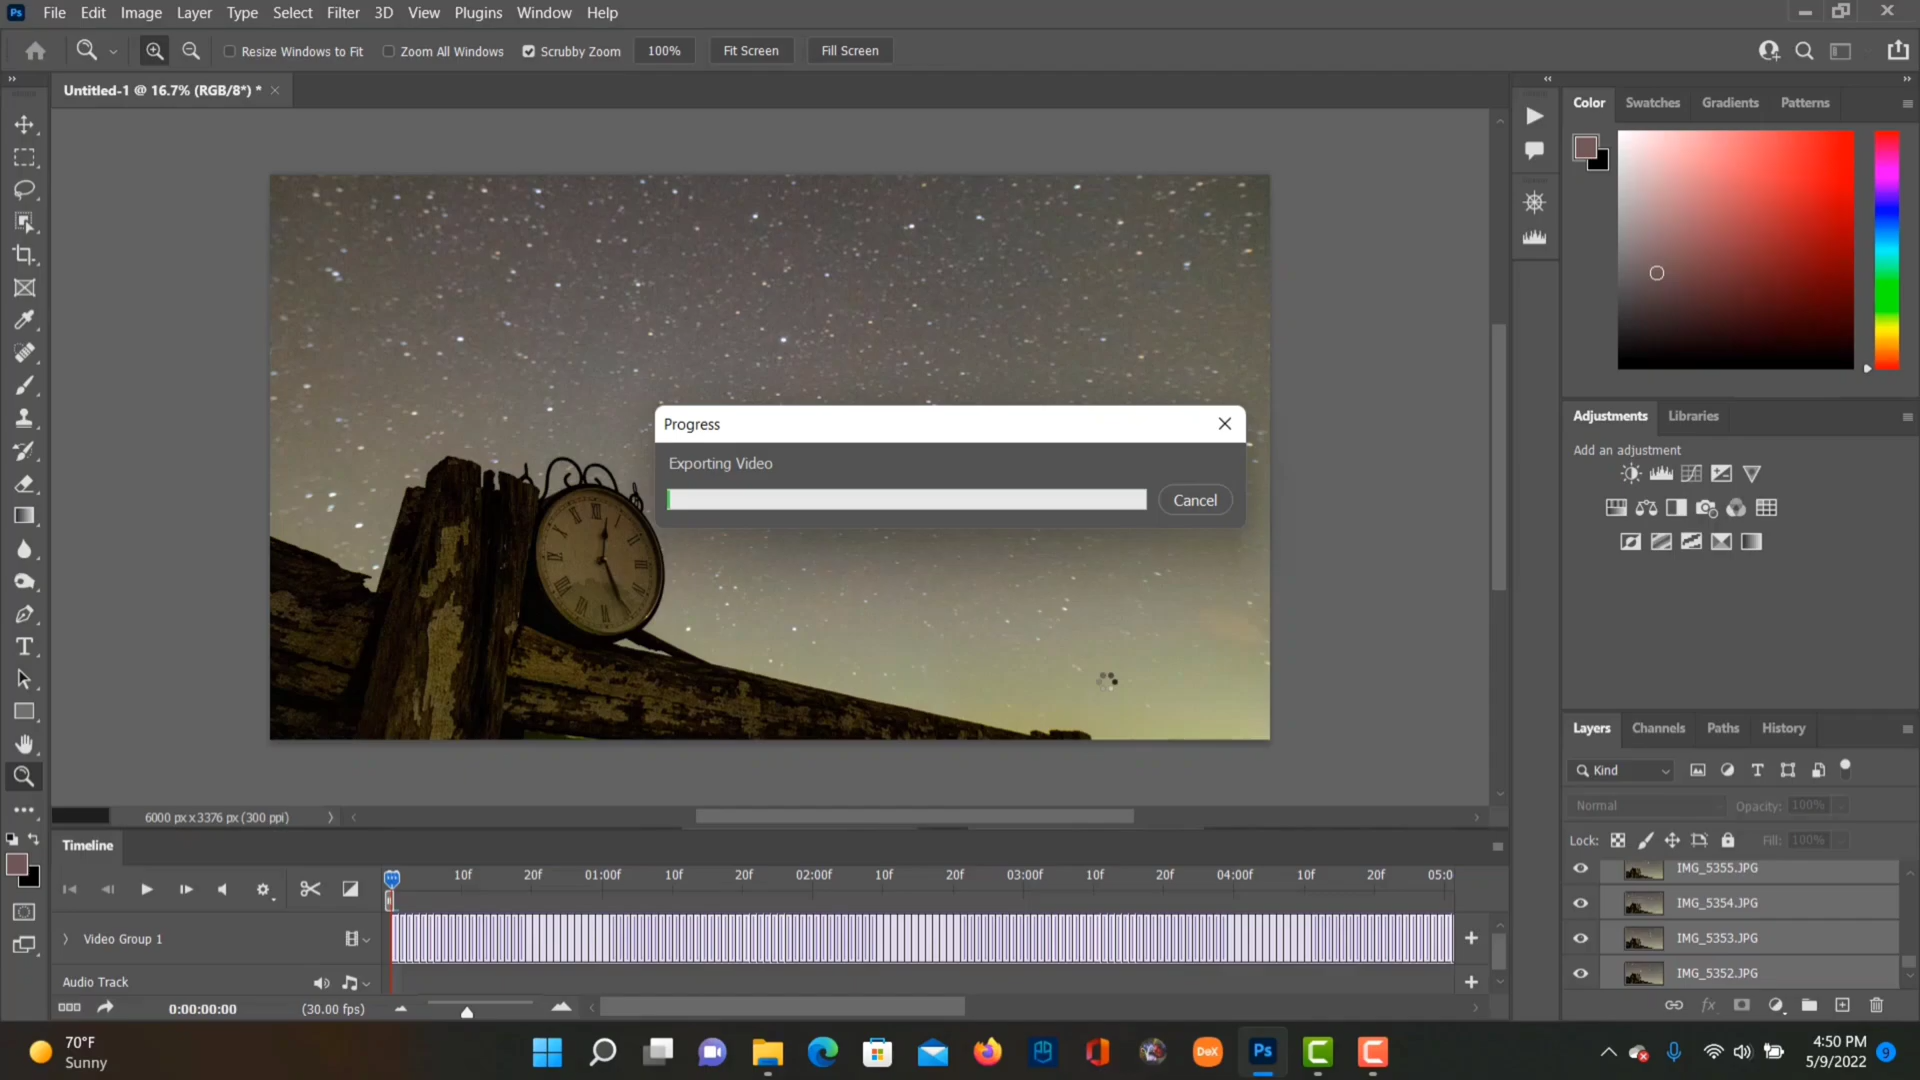 Ps File Edit Image Layer Type Select Filter 3D View Plugins Window Help
Resize Windows to Fit Zoom All Windows Scrubby Zoom 100% Fit Screen Fill Screen
Untitled-1 @ 16.7% (RGB/8*) *
Color Swatches Gradients Patterns
Progress
Exporting Video
Cancel
Adjustments Libraries
Add an adjustment
Layers Channels Paths History
Kind
Normal Opacity: 100%
Lock: Fill: 100%
IMG_5355.JPG
IMG_5354.JPG
IMG_5353.JPG
IMG_5352.JPG
fx
6000 px x 3376 px (300 ppi)
Timeline
10f 20f 01:00f 10f 20f 02:00f 10f 20f 03:00f 10f 20f 04:00f 10f 20f 05:0
Video Group 1
Audio Track
0:00:00:00 (30.00 fps)
70°F
Sunny
DeX
Ps
4:50 PM
5/9/2022
9